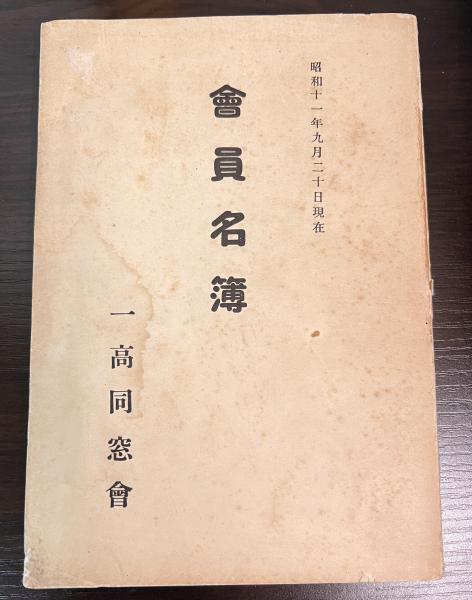 昭和十一年九月二十日現在
會員名簿
一高同窓會